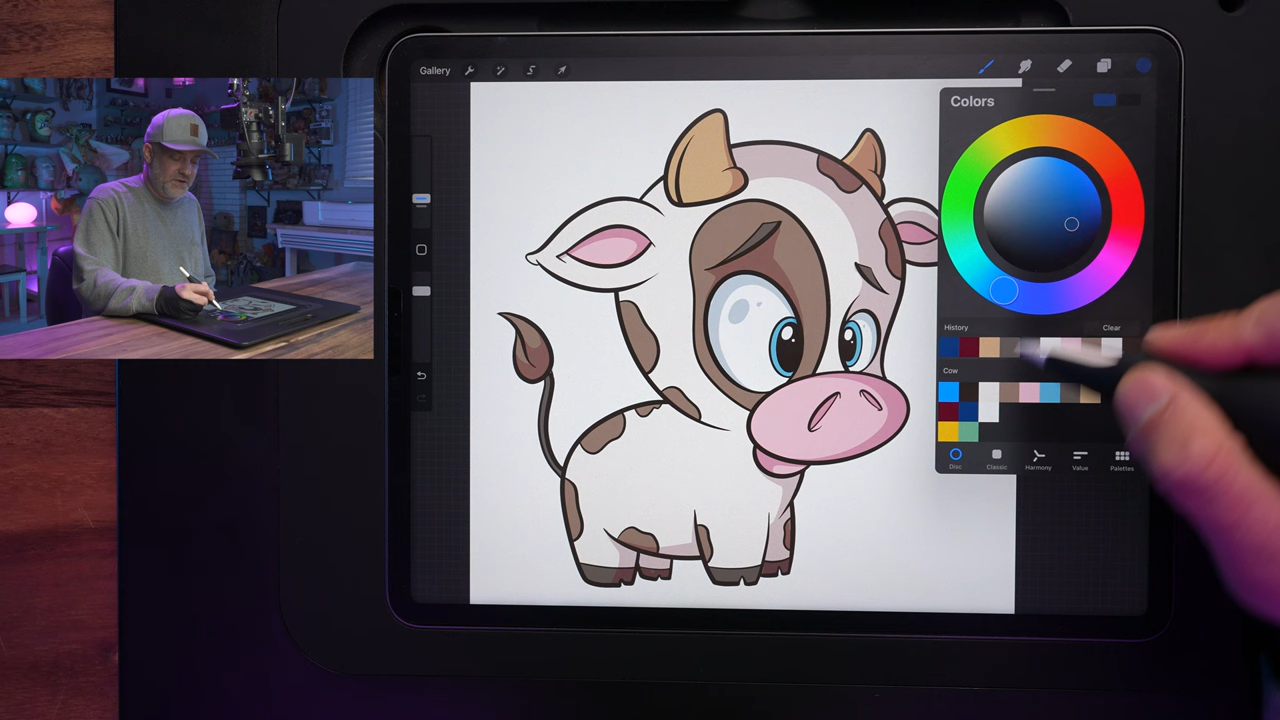 Gallery
Colors
History Clear
Cow
Disc Classic Harmony Value Palettes